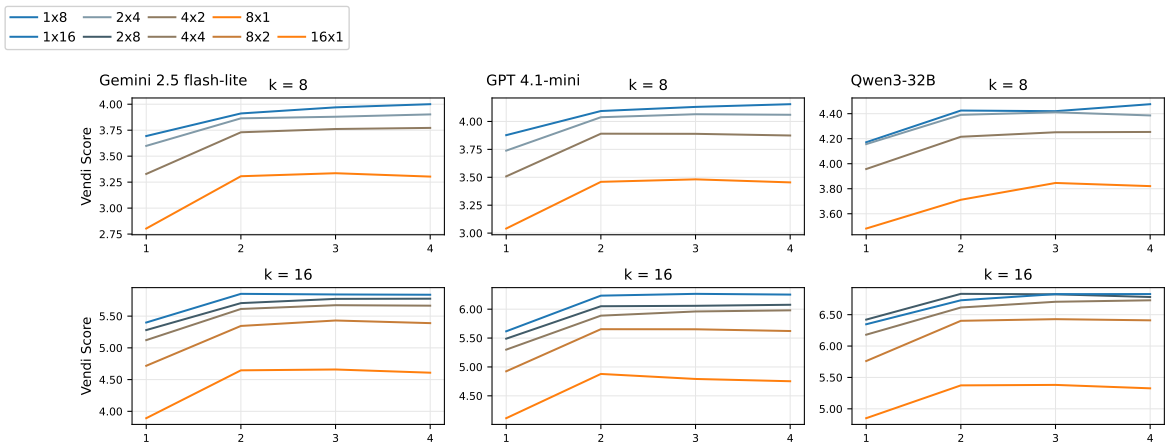 1x8 2x4 4x2 8x1
1x16 2x8 4x4 8x2 16x1
Gemini 2.5 flash-lite k = 8
GPT 4.1-mini k = 8
Qwen3-32B k = 8
Vendi Score
4.00
3.75
3.50
3.25
3.00
2.75
1 2 3 4
4.00
3.75
3.50
3.25
3.00
1 2 3 4
4.40
4.20
4.00
3.80
3.60
1 2 3 4
k = 16
k = 16
k = 16
Vendi Score
5.50
5.00
4.50
4.00
1 2 3 4
6.00
5.50
5.00
4.50
1 2 3 4
6.50
6.00
5.50
5.00
1 2 3 4